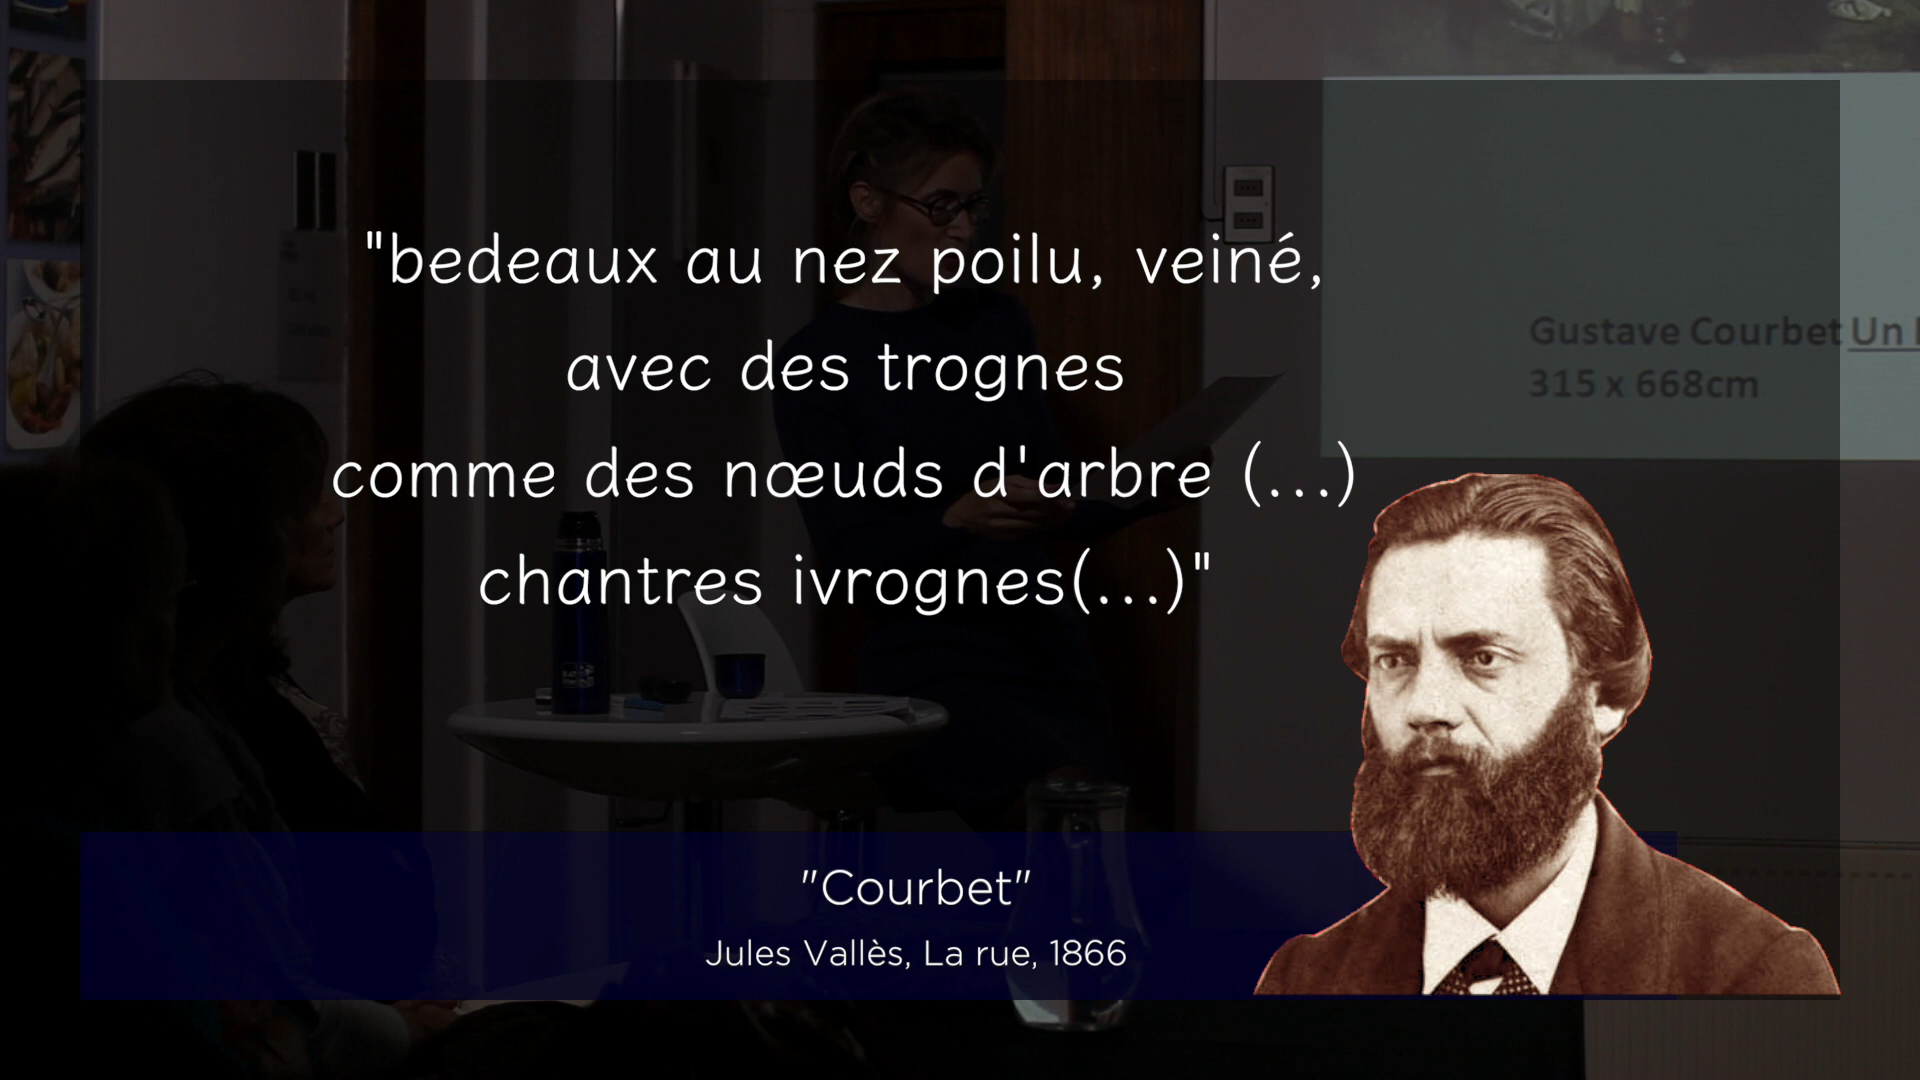 "bedeaux au nez poilu, veiné,
avec des trognes
comme des nœuds d'arbre (...)
chantres ivrognes(...)"
Gustave Courbet Un
315 x 668cm
"Courbet"
Jules Vallès, La rue, 1866